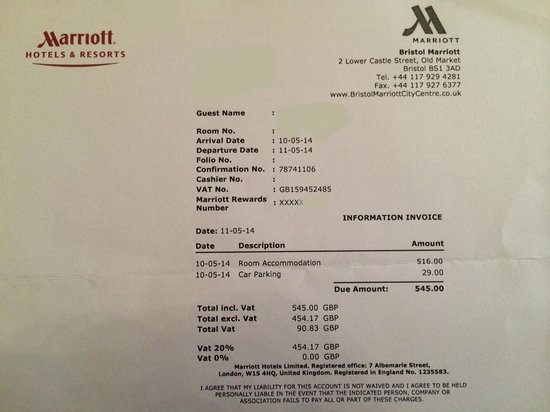 Marriott
HOTELS & RESORTS
MARRIOTT
Bristol Marriott
2 Lower Castle Street, Old Market
Bristol BS1 3AD
Tel. +44 117 929 4281
Fax. +44 117 927 6377
www.BristolMarriottCityCentre.co.uk
Guest Name :
Room No. :
Arrival Date : 10-05-14
Departure Date : 11-05-14
Folio No. :
Confirmation No. : 78741106
Cashier No. :
VAT No. : GB159452485
Marriott Rewards : XXXXX
Number
INFORMATION INVOICE
Date: 11-05-14
Date Description Amount
10-05-14 Room Accommodation 516.00
10-05-14 Car Parking 29.00
Due Amount: 545.00
Total incl. Vat 545.00 GBP
Total excl. Vat 454.17 GBP
Total Vat 90.83 GBP
Vat 20% 454.17 GBP
Vat 0% 0.00 GBP
Marriott Hotels Limited. Registered office: 7 Albemarle Street,
London, W1S 4HQ, United Kingdom. Registered in England No. 1235583.
I AGREE THAT MY LIABILITY FOR THIS ACCOUNT IS NOT WAIVED AND I AGREE TO BE HELD
PERSONALLY LIABLE IN THE EVENT THAT THE INDICATED PERSON, COMPANY OR
ASSOCIATION FAILS TO PAY ALL OR PART OF THESE CHARGES.